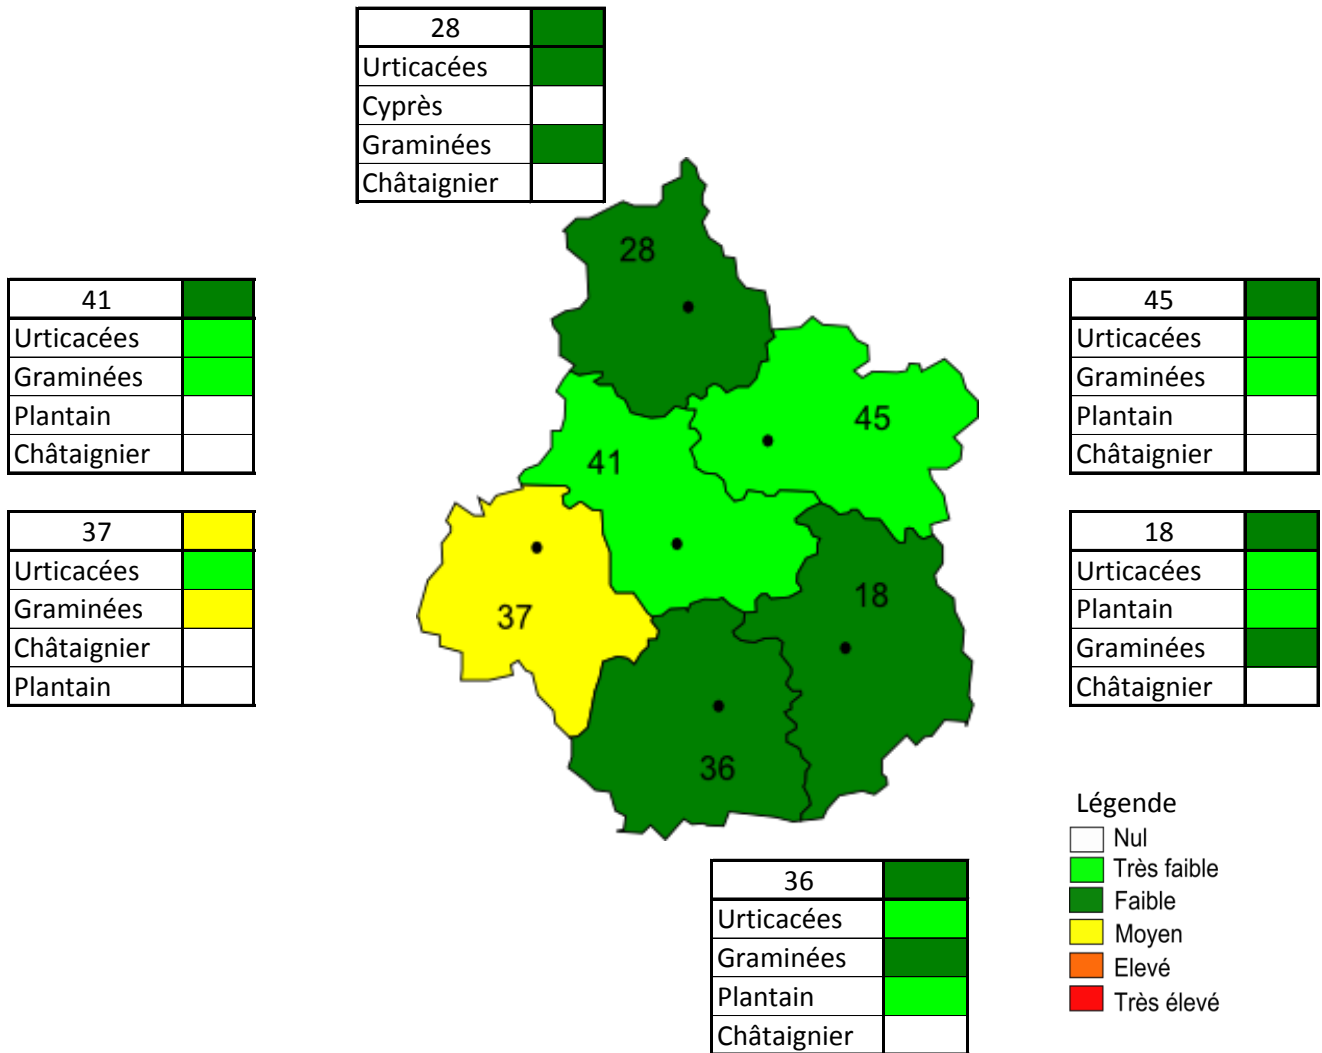 28
Urticacées
Cyprès
Graminées
Châtaignier
28
41
Urticacées
Graminées
Plantain
Châtaignier
45
Urticacées
Graminées
Plantain
Châtaignier
45
41
37
Urticacées
Graminées
Châtaignier
Plantain
18
Urticacées
Plantain
Graminées
Châtaignier
18
37
36
Légende
Nul
Très faible
Faible
Moyen
Elevé
Très élevé
36
Urticacées
Graminées
Plantain
Châtaignier